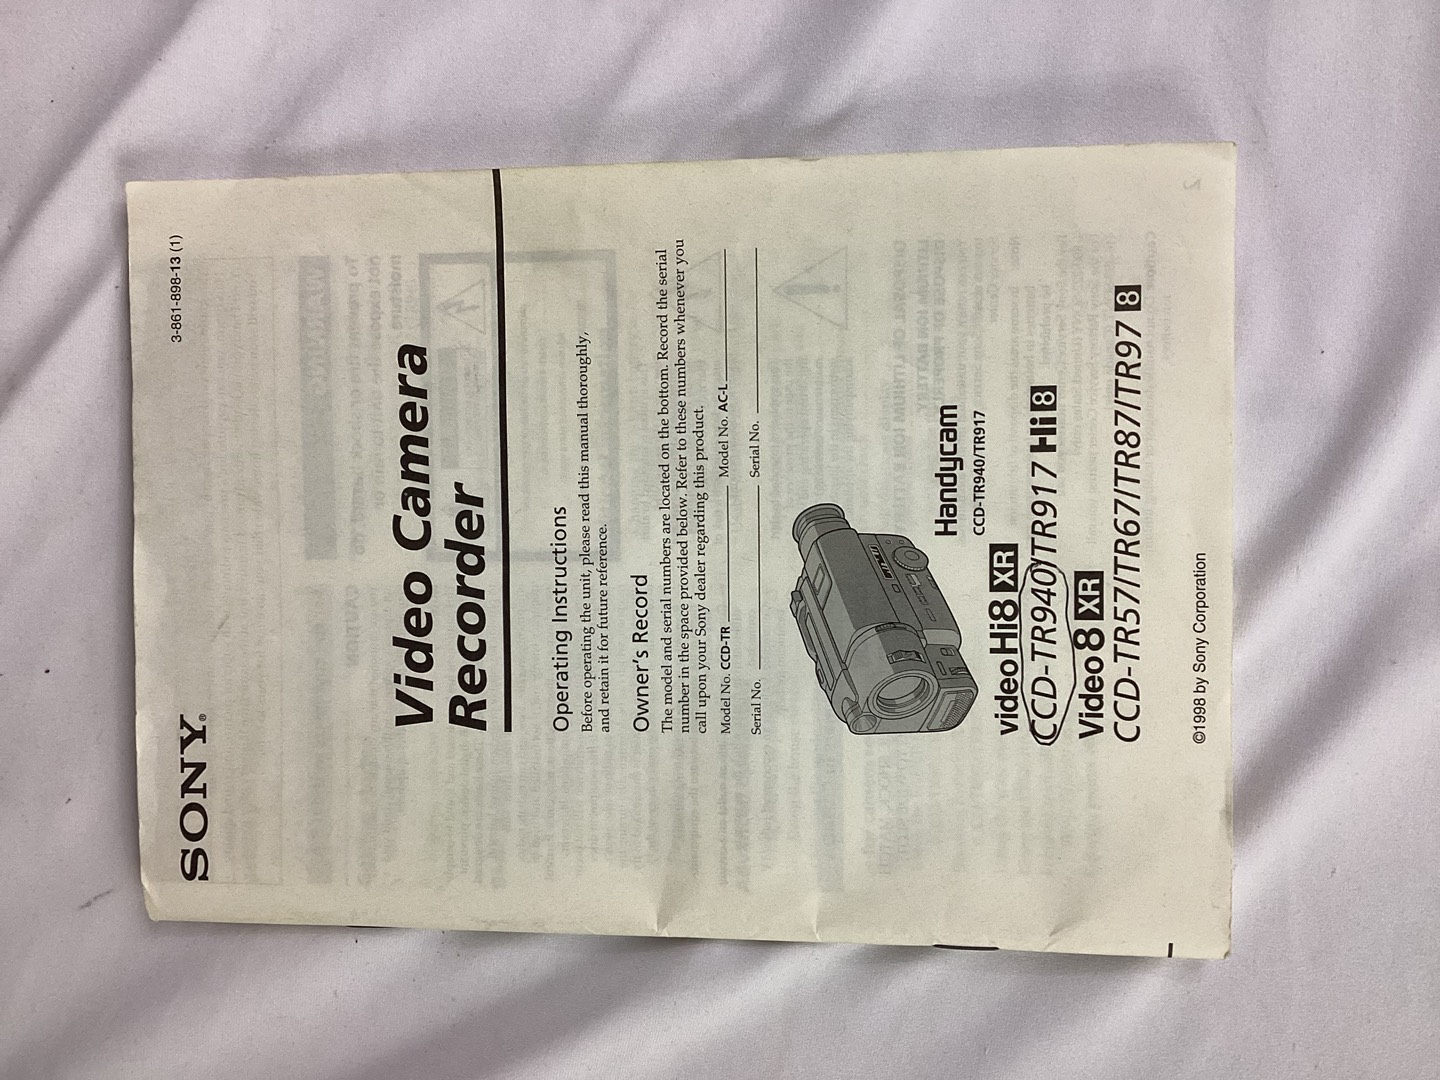 SONY®
3-861-898-13 (1)
Video Camera
Recorder
Operating Instructions
Before operating the unit, please read this manual thoroughly,
and retain it for future reference.
Owner's Record
The model and serial numbers are located on the bottom. Record the serial
number in the space provided below. Refer to these numbers whenever you
call upon your Sony dealer regarding this product.
Model No. CCD-TR Model No. AC-L
Serial No. Serial No.
Handycam
CCD-TR940/TR917
video Hi8 XR
CCD-TR940/TR917 Hi8
Video 8 XR
CCD-TR57/TR67/TR87/TR97 8
©1998 by Sony Corporation